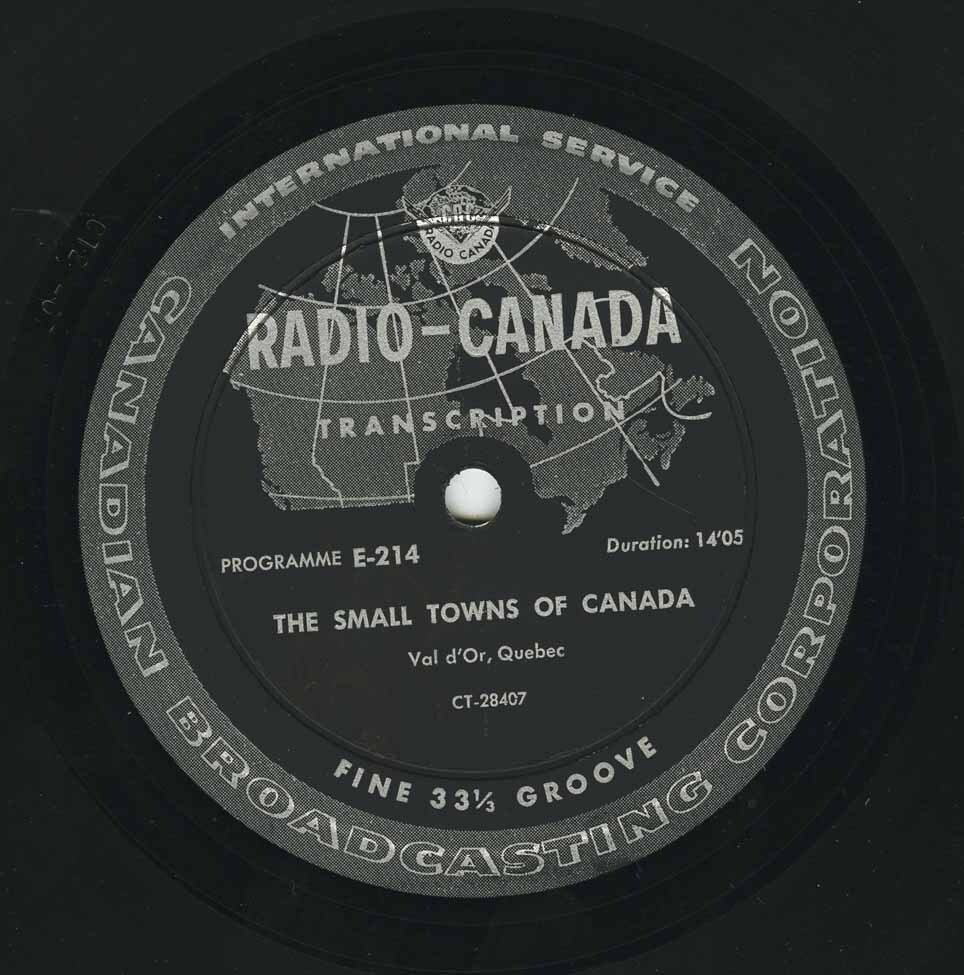 INTERNATIONAL SERVICE
RADIO CANADA
RADIO-CANADA
TRANSCRIPTION
PROGRAMME E-214
Duration: 14'05
THE SMALL TOWNS OF CANADA
Val d'Or, Quebec
CT-28407
FINE 33⅓ GROOVE
CANADIAN BROADCASTING CORPORATION